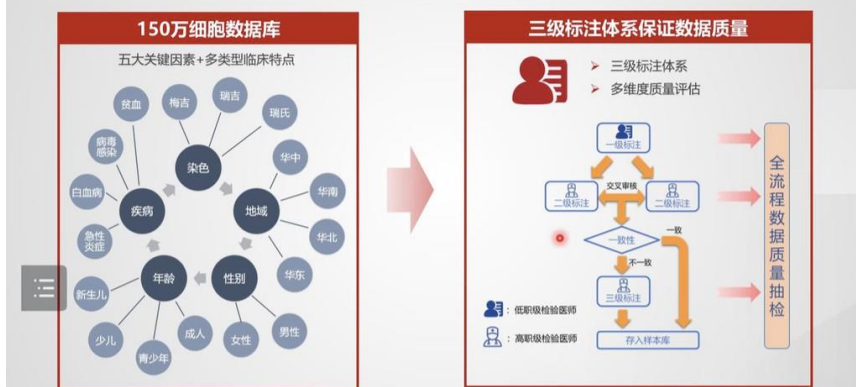 150万细胞数据库
五大关键因素+多类型临床特点
贫血
梅吉
瑞吉
瑞氏
病毒
感染
白血病
急性
炎症
染色
疾病
地域
年龄
性别
华中
华南
华北
华东
新生儿
少儿
青少年
成人
女性
男性
三级标注体系保证数据质量
➤ 三级标注体系
➤ 多维度质量评估
一级标注
交叉审核
二级标注
二级标注
一致性
一致
不一致
三级标注
存入样本库
：低职级检验医师
：高职级检验医师
全流程数据质量抽检